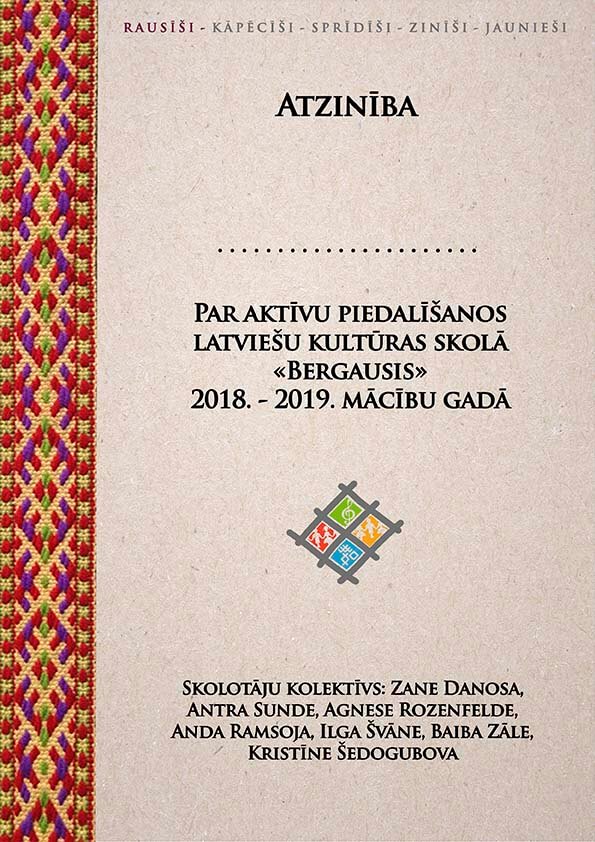 Rausīši - Kāpēcīši - Sprīdīši - Zinīši - Jaunieši
Atzinība
......................
Par aktīvu piedalīšanos
latviešu kultūras skolā
«Bergausis»
2018. - 2019. mācību gadā
Skolotāju kolektīvs: Zane Danosa,
Antra Sunde, Agnese Rozenfelde,
Anda Ramsoja, Ilga Švāne, Baiba Zāle,
Kristīne Šedogubova